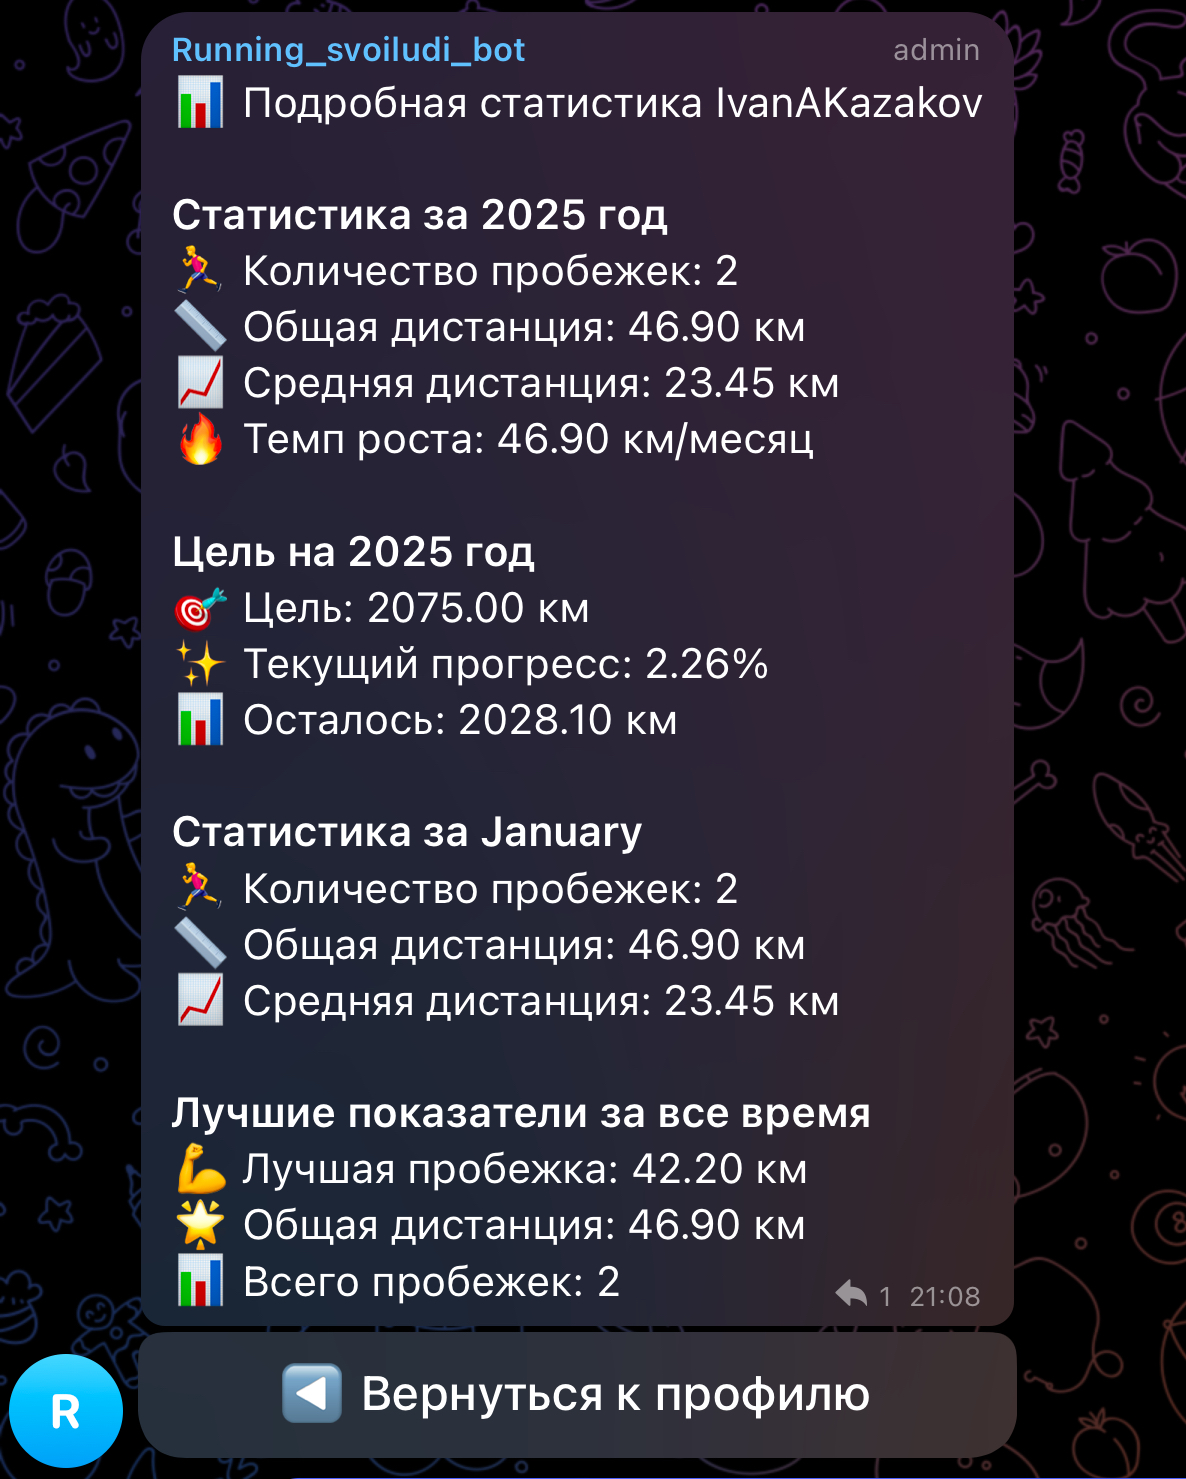 Running_svoiludi_bot admin
📊 Подробная статистика IvanAKazakov
Статистика за 2025 год
🏃‍♀️ Количество пробежек: 2
📏 Общая дистанция: 46.90 км
📈 Средняя дистанция: 23.45 км
🔥 Темп роста: 46.90 км/месяц
Цель на 2025 год
🎯 Цель: 2075.00 км
✨ Текущий прогресс: 2.26%
📊 Осталось: 2028.10 км
Статистика за January
🏃‍♀️ Количество пробежек: 2
📏 Общая дистанция: 46.90 км
📈 Средняя дистанция: 23.45 км
Лучшие показатели за все время
💪 Лучшая пробежка: 42.20 км
🌟 Общая дистанция: 46.90 км
📊 Всего пробежек: 2
1 21:08
◀️ Вернуться к профилю
R